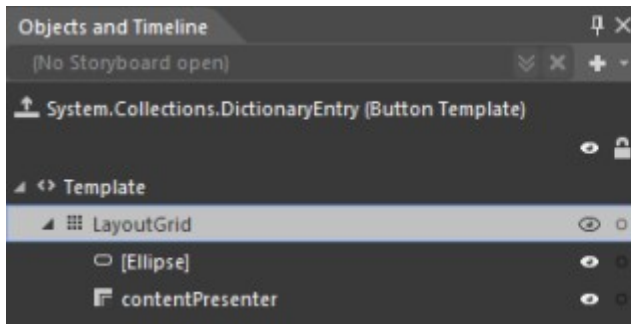 Objects and Timeline
(No Storyboard open)
System.Collections.DictionaryEntry (Button Template)
Template
LayoutGrid
[Ellipse]
contentPresenter